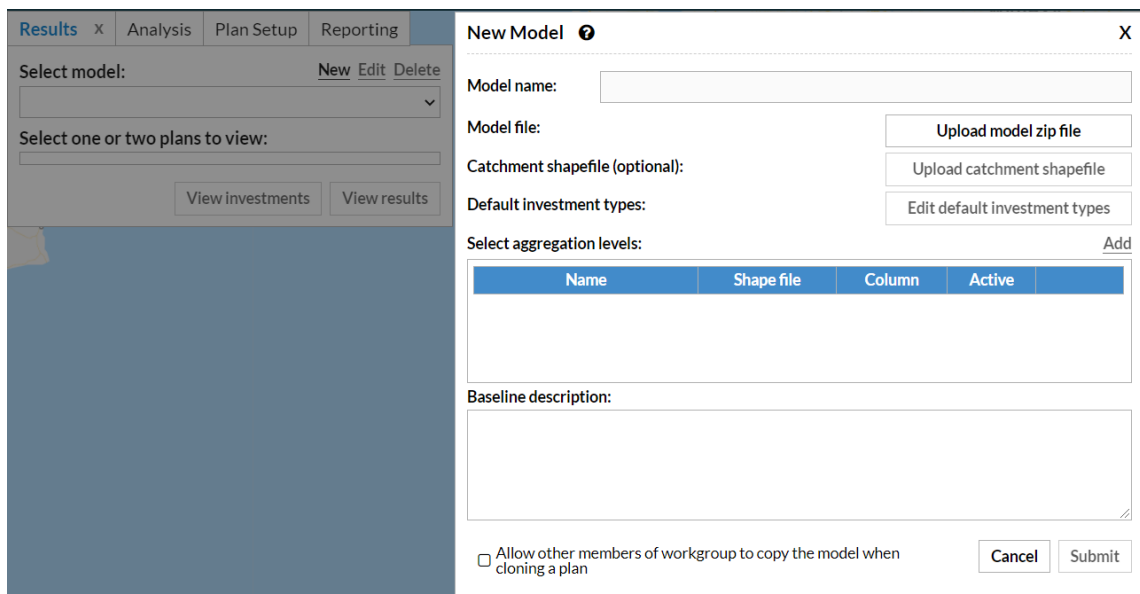 Results X Analysis Plan Setup Reporting
Select model: New Edit Delete
Select one or two plans to view:
View investments View results
New Model ? X
Model name:
Model file: Upload model zip file
Catchment shapefile (optional): Upload catchment shapefile
Default investment types: Edit default investment types
Select aggregation levels: Add
Name Shape file Column Active
Baseline description:
Allow other members of workgroup to copy the model when
cloning a plan
Cancel Submit